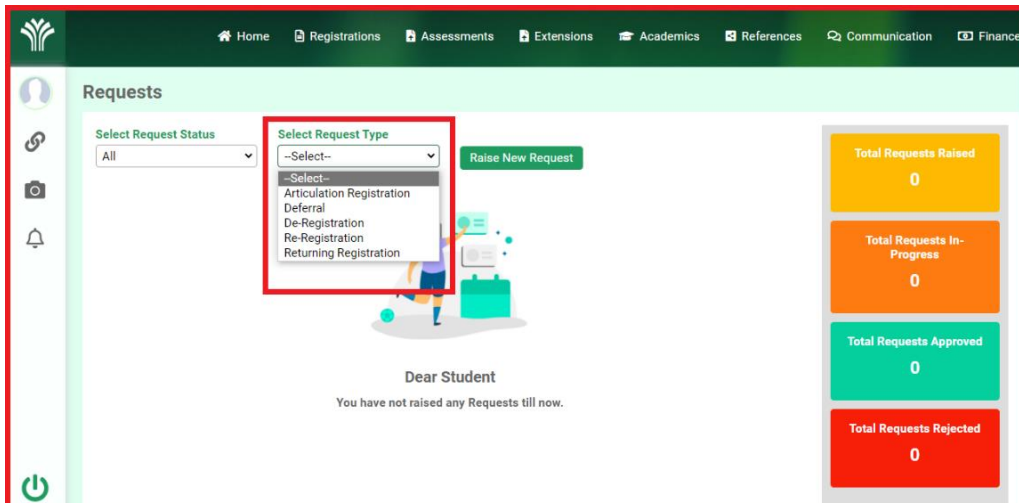 Home Registrations Assessments Extensions Academics References Communication Finance
Requests
Select Request Status
All
Select Request Type
--Select--
Raise New Request
--Select--
Articulation Registration
Deferral
De-Registration
Re-Registration
Returning Registration
Dear Student
You have not raised any Requests till now.
Total Requests Raised
0
Total Requests In-
Progress
0
Total Requests Approved
0
Total Requests Rejected
0